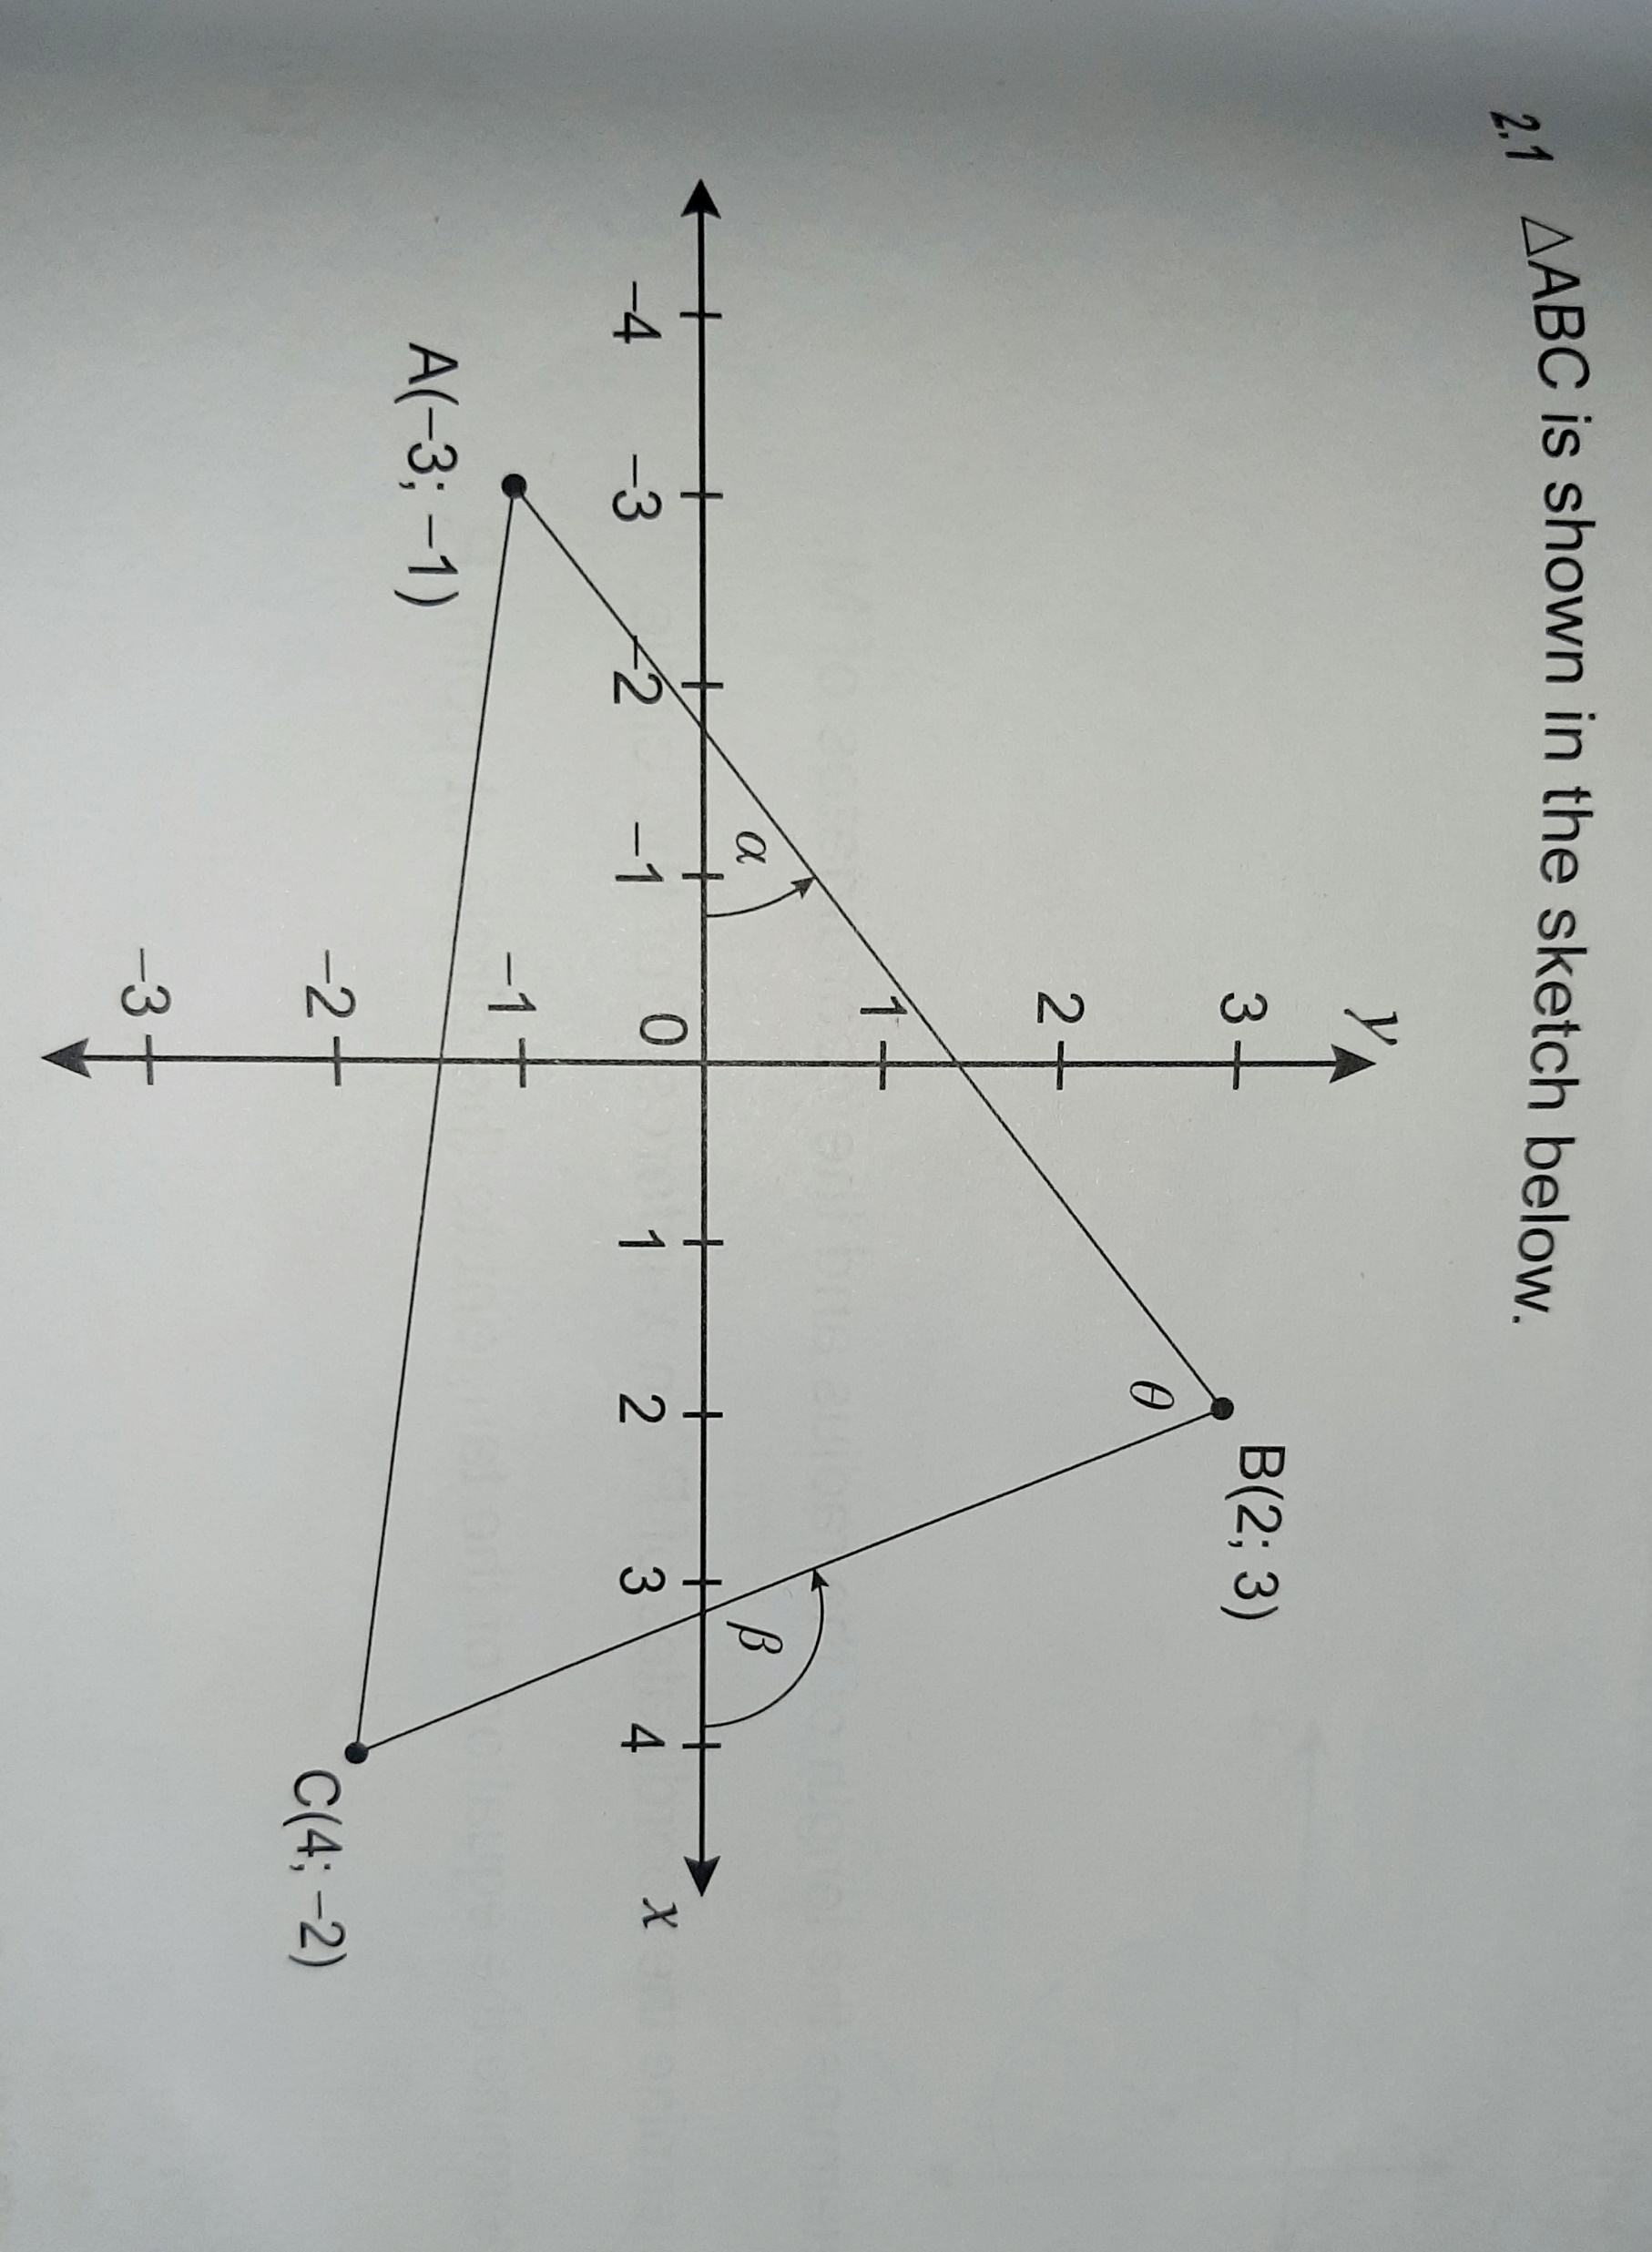 2.1 △ABC is shown in the sketch below.
y
3
B(2; 3)
θ
2
1
α
β
-4 -3 -2 -1 0 1 2 3 4 x
A(-3; -1)
-1
-2
C(4; -2)
-3